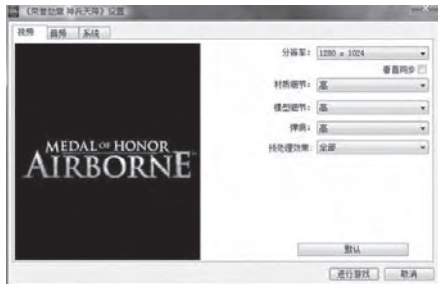 《荣誉勋章 神兵天降》设置
视频 音频 系统
分辨率： 1280 x 1024
垂直同步
材质细节： 高
模型细节： 高
弹痕： 高
后处理效果： 全部
MEDAL OF HONOR
AIRBORNE
默认
进行游戏 取消